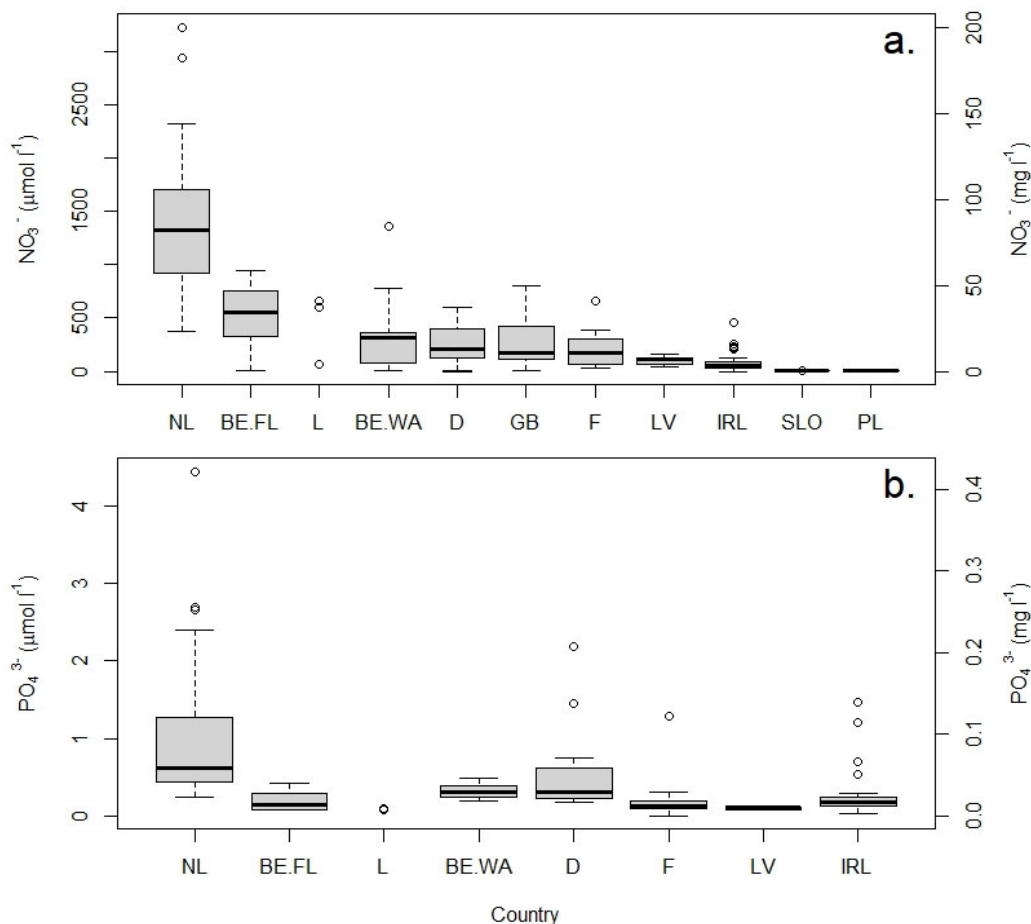 a.
NO₃⁻ (μmol l⁻¹)
0 500 1500 2500
NO₃⁻ (mg l⁻¹)
0 50 100 150 200
NL BE.FL L BE.WA D GB F LV IRL SLO PL
b.
PO₄³⁻ (μmol l⁻¹)
0 1 2 3 4
PO₄³⁻ (mg l⁻¹)
0.0 0.1 0.2 0.3 0.4
NL BE.FL L BE.WA D F LV IRL
Country